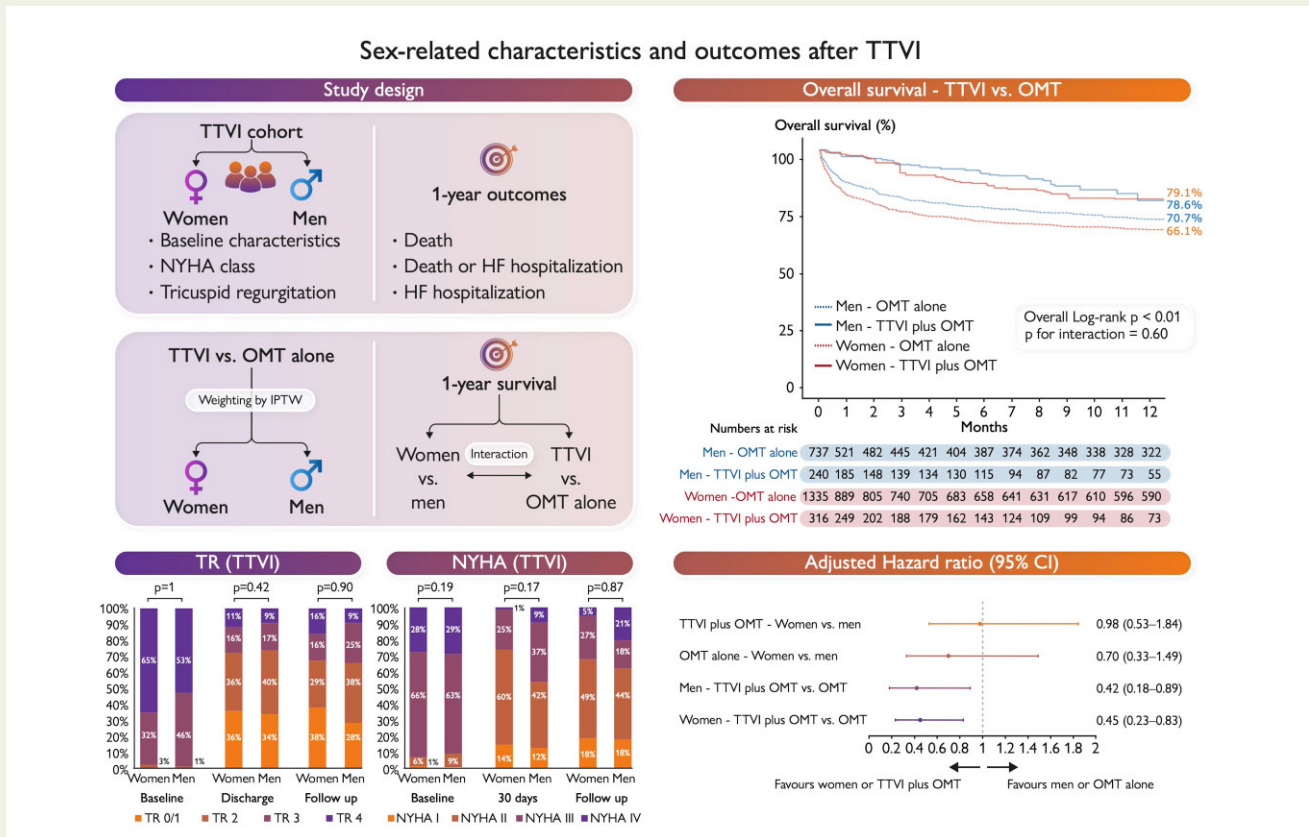 Sex-related characteristics and outcomes after TTVI
Study design
TTVI cohort
Women Men
· Baseline characteristics
· NYHA class
· Tricuspid regurgitation
1-year outcomes
· Death
· Death or HF hospitalization
· HF hospitalization
TTVI vs. OMT alone
Weighting by IPTW
Women Men
1-year survival
Women vs. men
Interaction
TTVI vs. OMT alone
Overall survival - TTVI vs. OMT
Overall survival (%)
100
75
50
25
0
79.1%
78.6%
70.7%
66.1%
Men - OMT alone
Men - TTVI plus OMT
Women - OMT alone
Women - TTVI plus OMT
Overall Log-rank p < 0.01
p for interaction = 0.60
0 1 2 3 4 5 6 7 8 9 10 11 12
Months
Numbers at risk
Men - OMT alone 737 521 482 445 421 404 387 374 362 348 338 328 322
Men - TTVI plus OMT 240 185 148 139 134 130 115 94 87 82 77 73 55
Women -OMT alone 1335 889 805 740 705 683 658 641 631 617 610 596 590
Women - TTVI plus OMT 316 249 202 188 179 162 143 124 109 99 94 86 73
TR (TTVI)
p=1 p=0.42 p=0.90
100%
90%
80%
70%
60%
50%
40%
30%
20%
10%
0%
65% 53% 11% 9% 16% 9%
32% 46% 16% 17% 16% 25%
3% 1% 36% 40% 29% 38%
36% 34% 38% 28%
Women Men Women Men Women Men
Baseline Discharge Follow up
TR 0/1 TR 2 TR 3 TR 4
NYHA (TTVI)
p=0.19 p=0.17 p=0.87
100%
90%
80%
70%
60%
50%
40%
30%
20%
10%
0%
28% 29% 1% 9% 5% 21%
66% 63% 25% 37% 27% 18%
6% 1% 9% 60% 42% 49% 44%
14% 12% 18% 18%
Women Men Women Men Women Men
Baseline 30 days Follow up
NYHA I NYHA II NYHA III NYHA IV
Adjusted Hazard ratio (95% CI)
TTVI plus OMT - Women vs. men 0.98 (0.53–1.84)
OMT alone - Women vs. men 0.70 (0.33–1.49)
Men - TTVI plus OMT vs. OMT 0.42 (0.18–0.89)
Women - TTVI plus OMT vs. OMT 0.45 (0.23–0.83)
0 0.2 0.4 0.6 0.8 1 1.2 1.4 1.6 1.8 2
Favours women or TTVI plus OMT Favours men or OMT alone